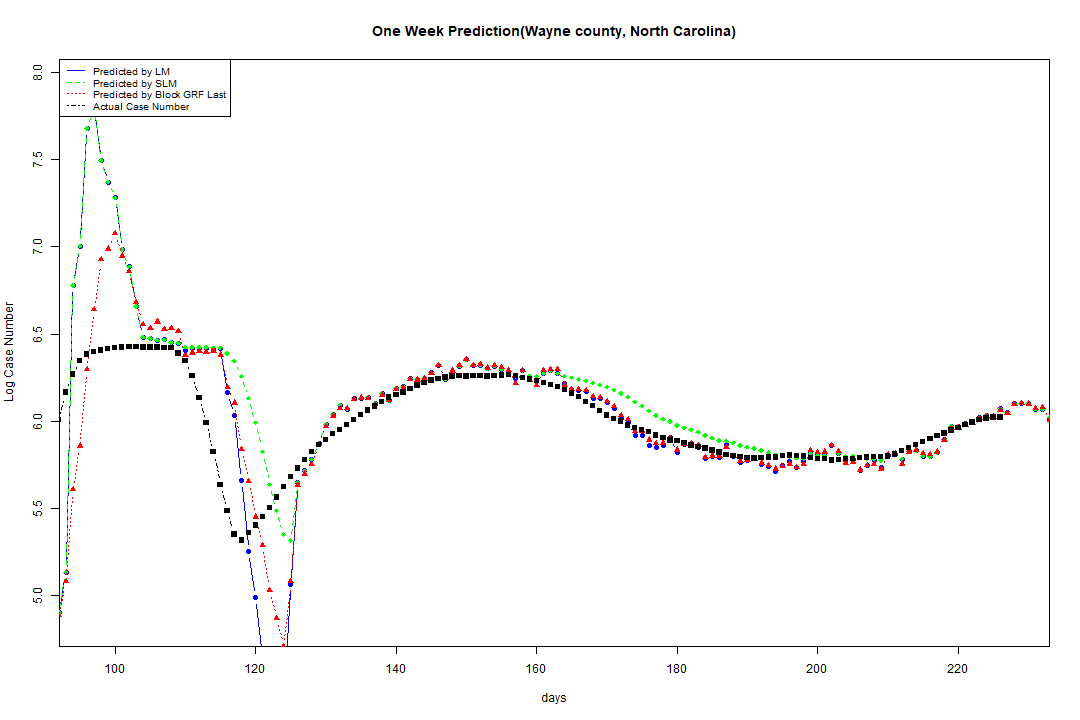 One Week Prediction(Wayne county, North Carolina)
Predicted by LM
Predicted by SLM
Predicted by Block GRF Last
Actual Case Number
8.0
7.5
7.0
6.5
6.0
5.5
5.0
Log Case Number
100 120 140 160 180 200 220
days